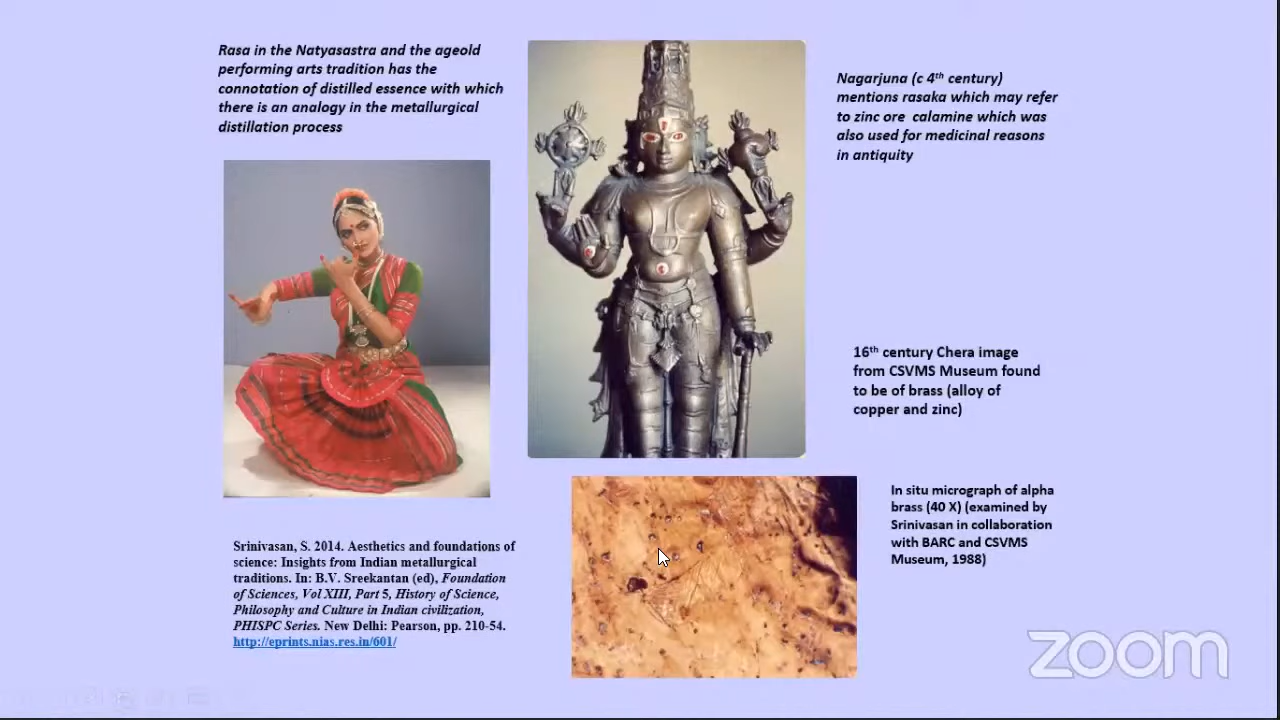 Rasa in the Natyasastra and the ageold
performing arts tradition has the
connotation of distilled essence with which
there is an analogy in the metallurgical
distillation process
Nagarjuna (c 4th century)
mentions rasaka which may refer
to zinc ore calamine which was
also used for medicinal reasons
in antiquity
16th century Chera image
from CSVMS Museum found
to be of brass (alloy of
copper and zinc)
In situ micrograph of alpha
brass (40 X) (examined by
Srinivasan in collaboration
with BARC and CSVMS
Museum, 1988)
Srinivasan, S. 2014. Aesthetics and foundations of
science: Insights from Indian metallurgical
traditions. In: B.V. Sreekantan (ed), Foundation
of Sciences, Vol XIII, Part 5, History of Science,
Philosophy and Culture in Indian civilization,
PHISPC Series. New Delhi: Pearson, pp. 210-54.
http://eprints.nias.res.in/601/
zoom